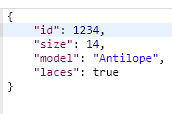 {
    "id": 1234,
    "size": 14,
    "model": "Antilope",
    "laces": true
}